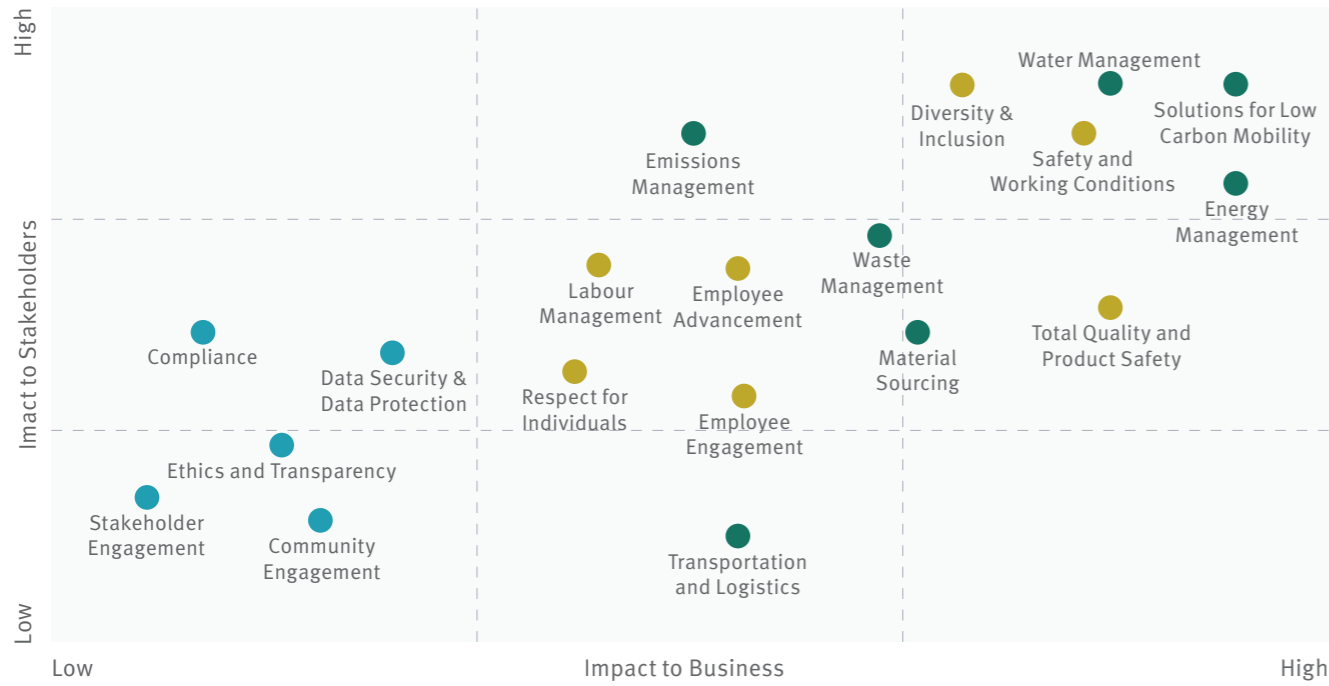 High
Water Management
Diversity &
Inclusion
Solutions for Low
Carbon Mobility
Emissions
Management
Safety and
Working Conditions
Energy
Management
Imact to Stakeholders
Waste
Management
Labour
Management
Employee
Advancement
Total Quality and
Product Safety
Compliance
Material
Sourcing
Data Security &
Data Protection
Respect for
Individuals
Employee
Engagement
Ethics and Transparency
Stakeholder
Engagement
Community
Engagement
Transportation
and Logistics
Low
Low
Impact to Business
High